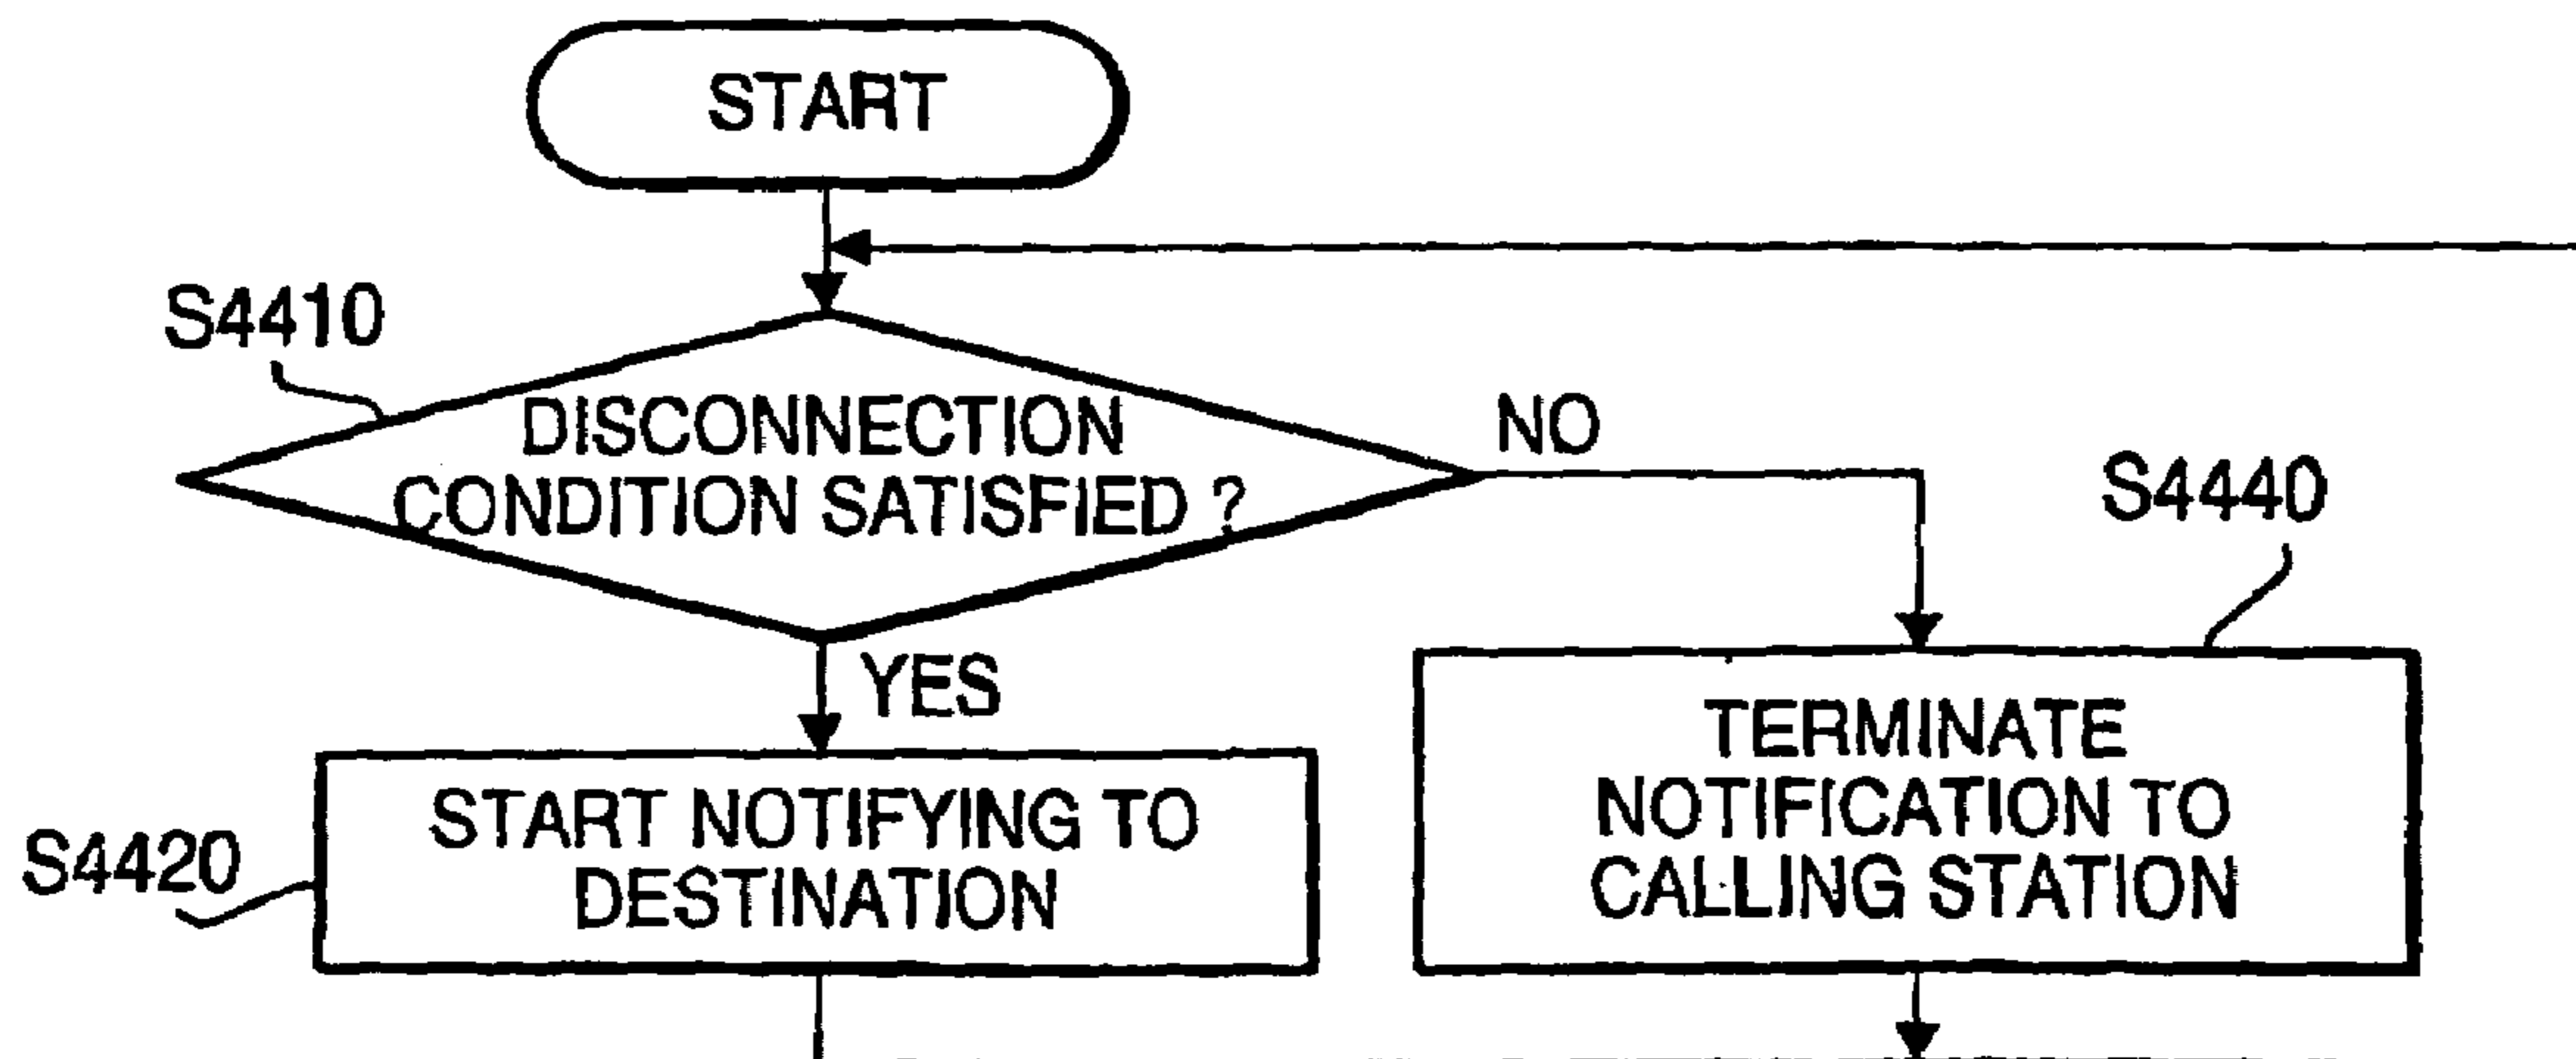 START
S4410
DISCONNECTION
CONDITION SATISFIED ?
NO
S4440
YES
TERMINATE
NOTIFICATION TO
CALLING STATION
START NOTIFYING TO
DESTINATION
S4420